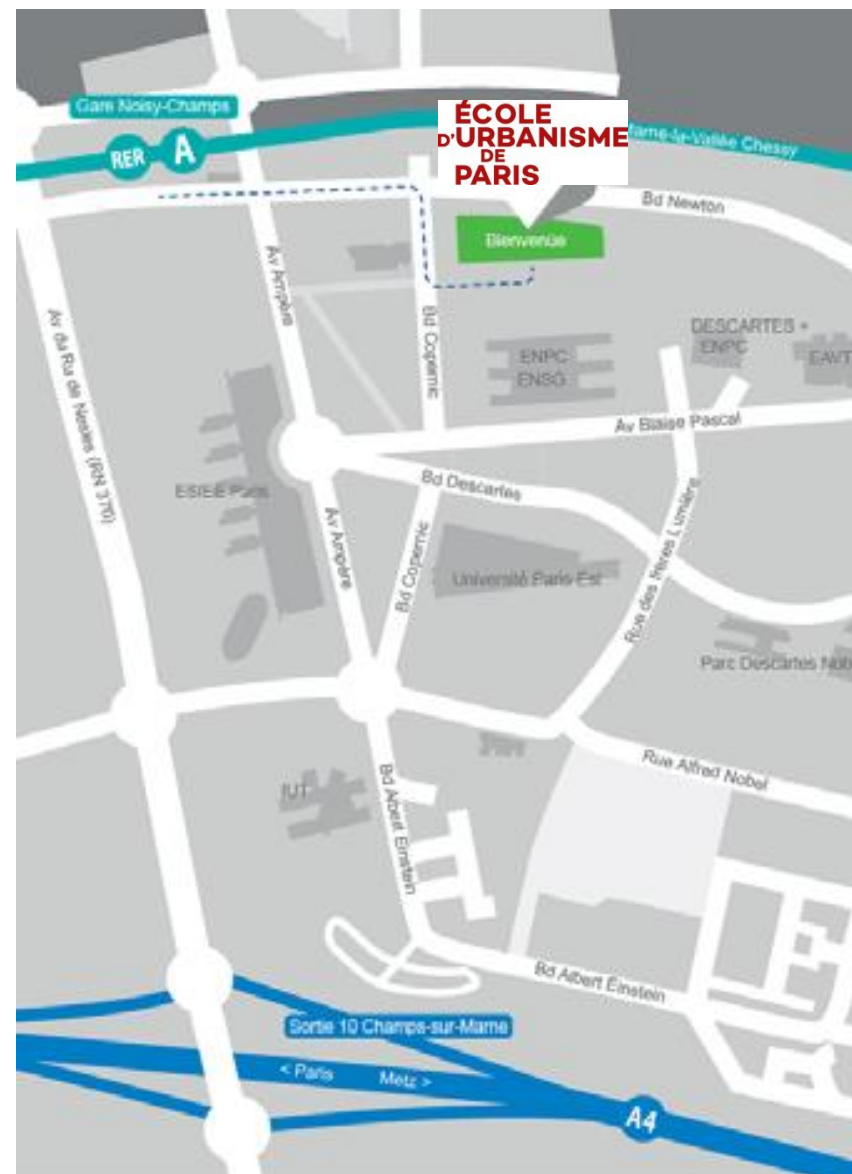 Gare Noisy-Champs
RER A
ÉCOLE
D'URBANISME
DE
PARIS
Marne-la-Vallée Chessy
Bd Newton
Bienvenue
Av Ampère
Bd Copernic
DESCARTES +
ENPC
EAVT
ENPC
ENSG
Av du Ru de Nesles (RN 370)
Av Blaise Pascal
ESIEE Paris
Bd Descartes
Av Ampère
Bd Copernic
Rue des frères Lumière
Université Paris-Est
Parc Descartes
Rue Alfred Nobel
IUT
Bd Albert Einstein
Bd Albert Einstein
Sortie 10 Champs-sur-Marne
< Paris Metz >
A4